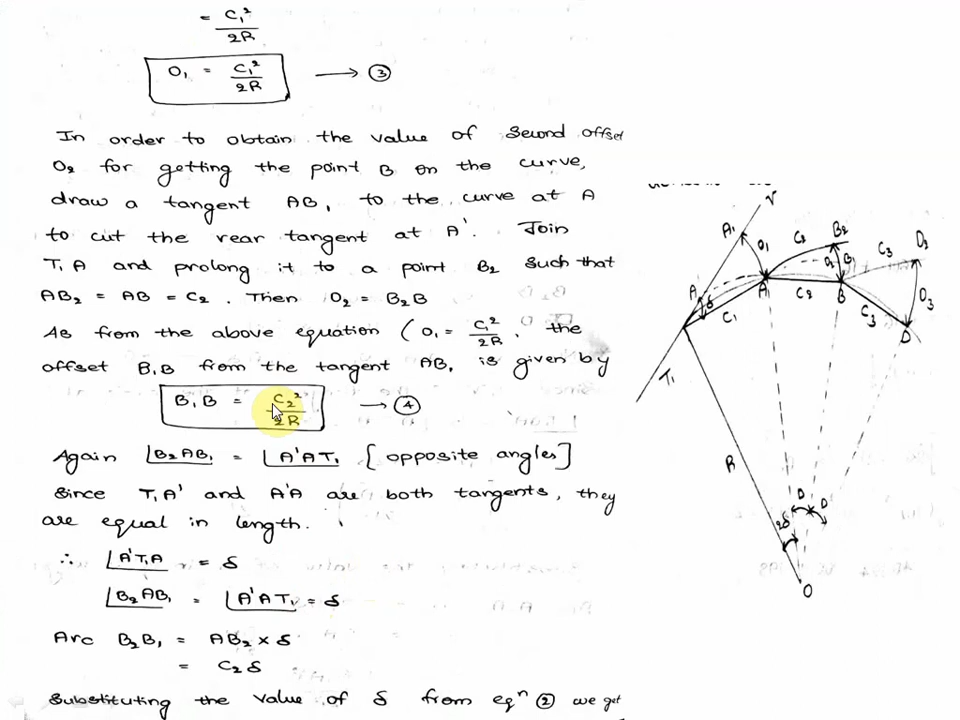 = C₁²/2R
O₁ = C₁²/2R → ③
In order to obtain the value of second offset
O₂ for getting the point B on the curve,
draw a tangent AB₁ to the curve at A
to cut the rear tangent at A'. Join
T₁A and prolong it to a point B₂ such that
AB₂ = AB = C₂. Then O₂ = B₂B
As from the above equation (O₁ = C₁²/2R, the
offset B₁B from the tangent AB₁ is given by
B₁B = C₂²/2R → ④
Again ∠B₂AB₁ = ∠A'AT₁ [opposite angles]
Since T₁A' and A'A are both tangents, they
are equal in length.
∴ ∠A'T₁A = δ
∠B₂AB₁ = ∠A'AT₁ = δ
Arc B₂B₁ = AB₂ × δ
= C₂δ
Substituting the value of δ from eqⁿ ② we get
V
A₁
O₁
C₂
B₂
O₂
B₁
C₃
D₂
A'
δ
C₁
A
C₂
B
C₃
O₃
D
T₁
R
D
D
2δ
O